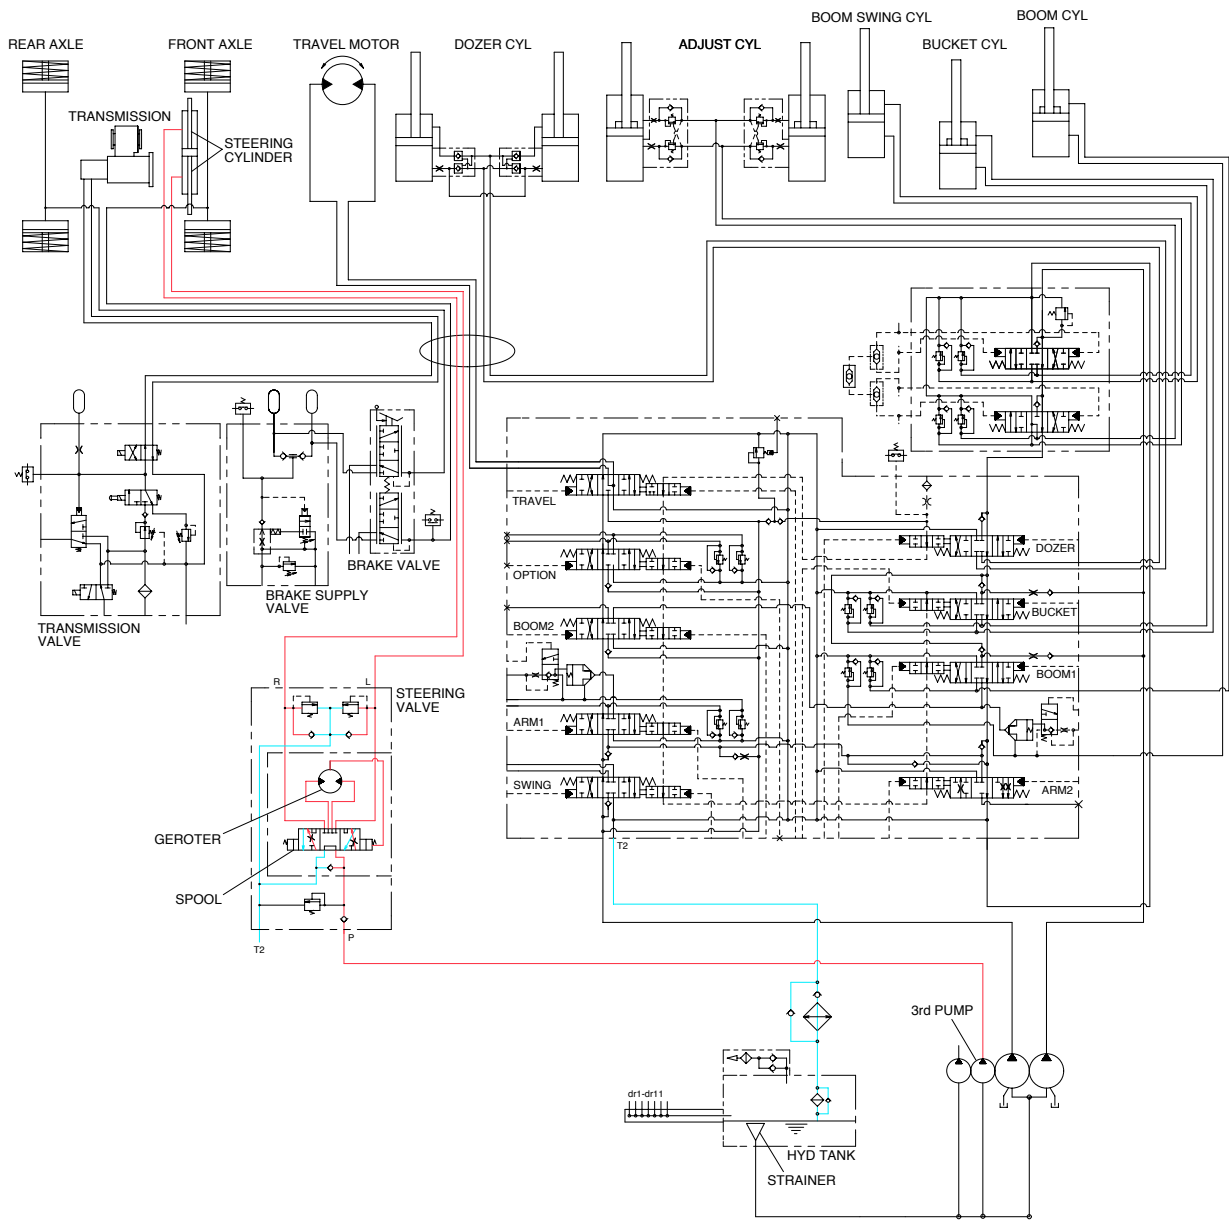 BOOM SWING CYL
BOOM CYL
REAR AXLE
FRONT AXLE
TRAVEL MOTOR
DOZER CYL
ADJUST CYL
BUCKET CYL
TRANSMISSION
STEERING
CYLINDER
TRAVEL
DOZER
OPTION
BRAKE VALVE
BRAKE SUPPLY
VALVE
BUCKET
TRANSMISSION
VALVE
BOOM2
BOOM1
R
L
STEERING
VALVE
ARM1
SWING
ARM2
GEROTER
T2
SPOOL
P
T2
3rd PUMP
dr1-dr11
HYD TANK
STRAINER